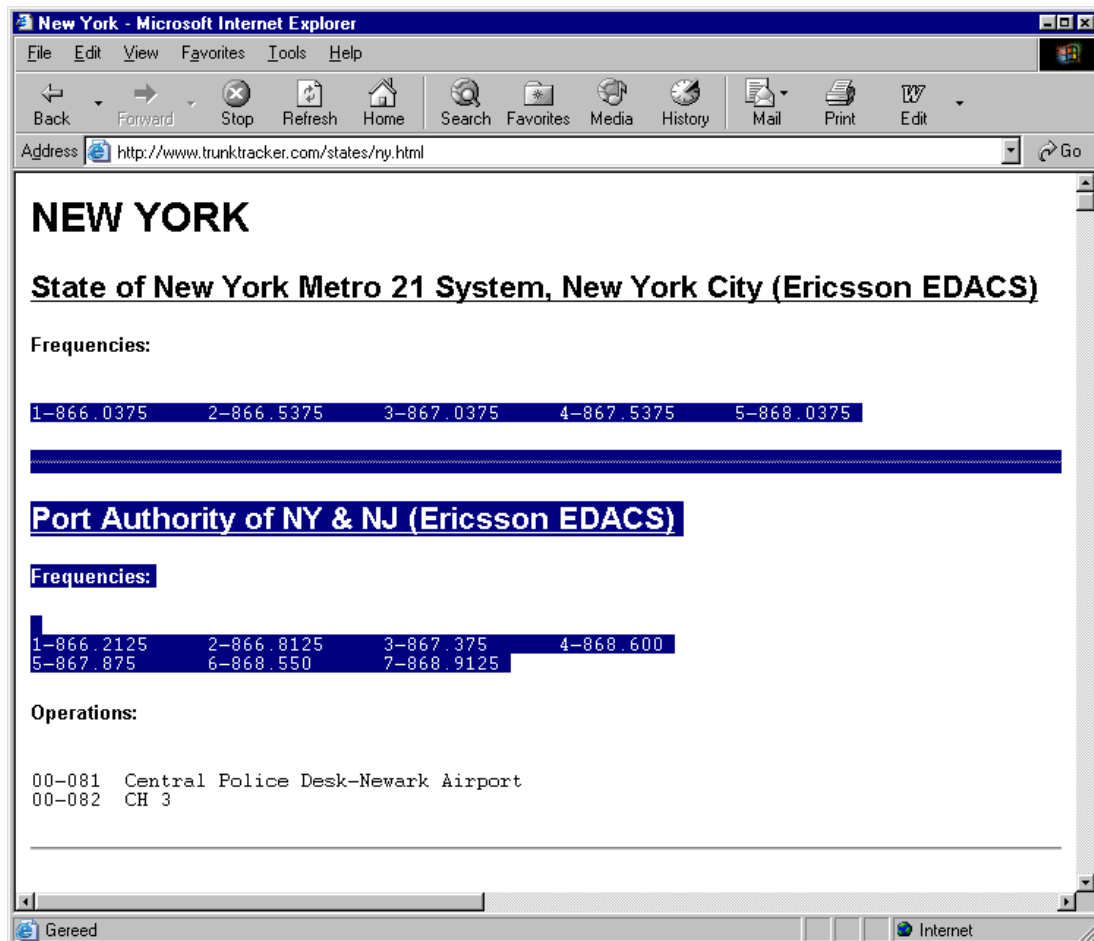 New York - Microsoft Internet Explorer
File Edit View Favorites Tools Help
Back Forward Stop Refresh Home Search Favorites Media History Mail Print Edit
Address http://www.trunktracker.com/states/ny.html Go
NEW YORK
State of New York Metro 21 System, New York City (Ericsson EDACS)
Frequencies:
1-866.0375 2-866.5375 3-867.0375 4-867.5375 5-868.0375
Port Authority of NY & NJ (Ericsson EDACS)
Frequencies:
1-866.2125 2-866.8125 3-867.375 4-868.600
5-867.875 6-868.550 7-868.9125
Operations:
00-081 Central Police Desk-Newark Airport
00-082 CH 3
Gereed Internet